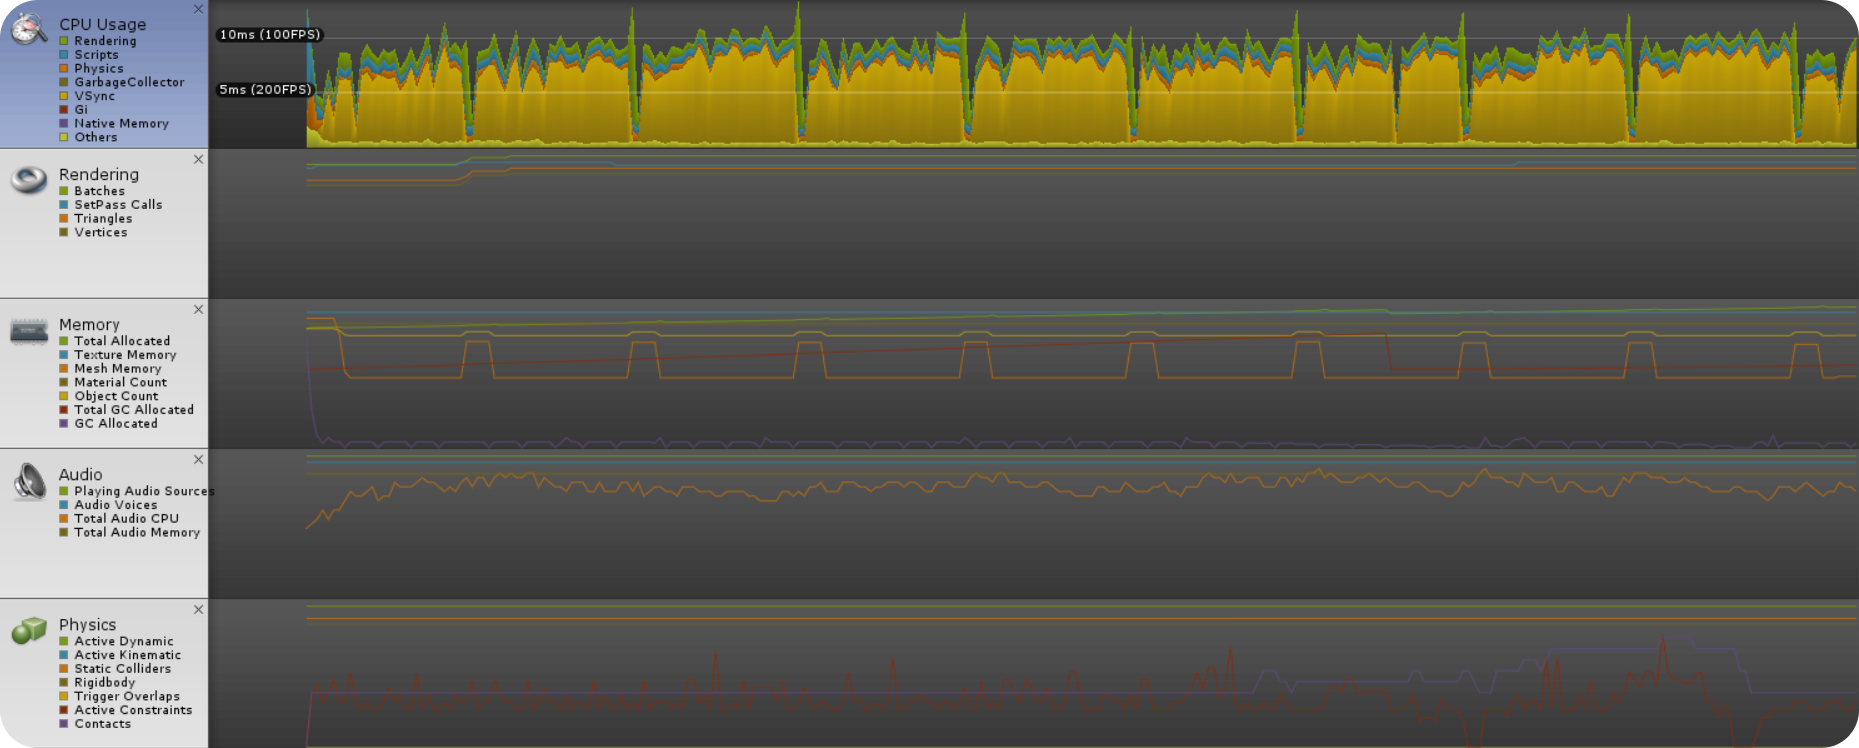 CPU Usage
Rendering
Scripts
Physics
GarbageCollector
VSync
Gi
Native Memory
Others
10ms (100FPS)
5ms (200FPS)
Rendering
Batches
SetPass Calls
Triangles
Vertices
Memory
Total Allocated
Texture Memory
Mesh Memory
Material Count
Object Count
Total GC Allocated
GC Allocated
Audio
Playing Audio Sources
Audio Voices
Total Audio CPU
Total Audio Memory
Physics
Active Dynamic
Active Kinematic
Static Colliders
Rigidbody
Trigger Overlaps
Active Constraints
Contacts